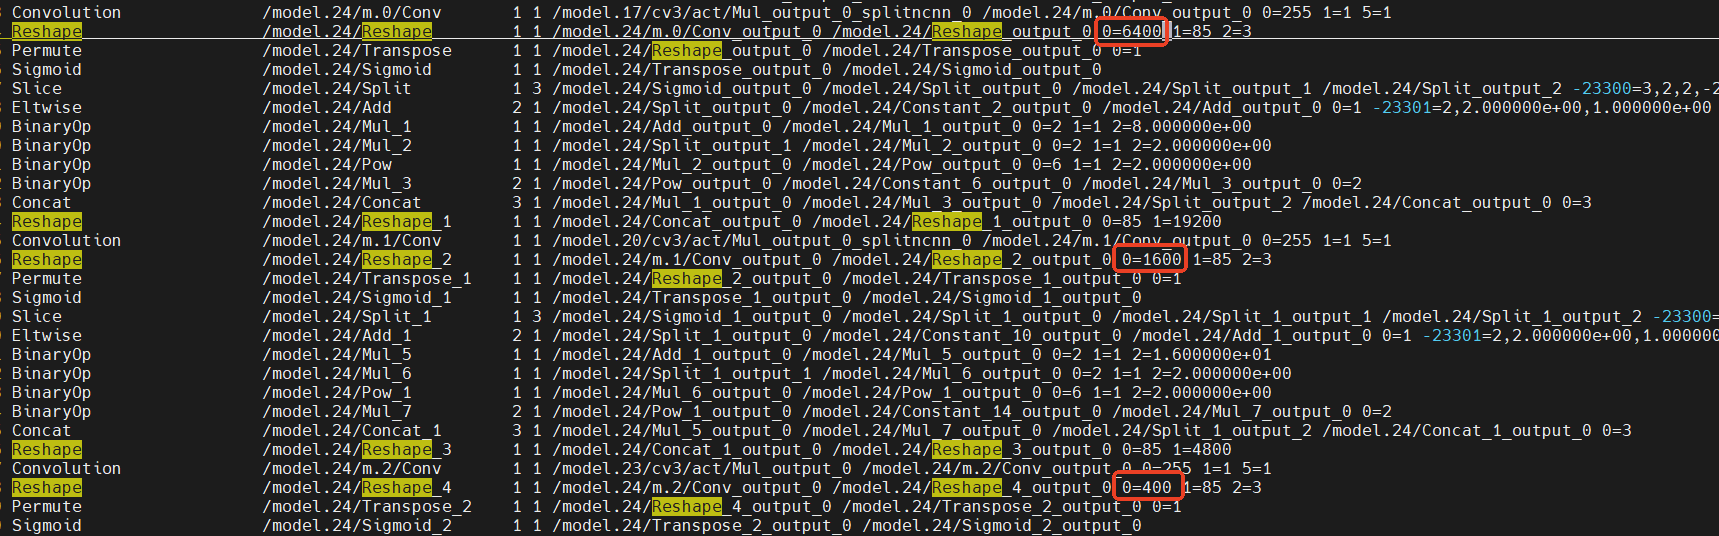 Convolution /model.24/m.0/Conv 1 1 /model.17/cv3/act/Mul_output_0_splitncnn_0 /model.24/m.0/Conv_output_0 0=255 1=1 5=1
Reshape /model.24/Reshape 1 1 /model.24/m.0/Conv_output_0 /model.24/Reshape_output_0 0=6400 1=85 2=3
Permute /model.24/Transpose 1 1 /model.24/Reshape_output_0 /model.24/Transpose_output_0 0=1
Sigmoid /model.24/Sigmoid 1 1 /model.24/Transpose_output_0 /model.24/Sigmoid_output_0
Slice /model.24/Split 1 3 /model.24/Sigmoid_output_0 /model.24/Split_output_0 /model.24/Split_output_1 /model.24/Split_output_2 -23300=3,2,2,-2
Eltwise /model.24/Add 2 1 /model.24/Split_output_0 /model.24/Constant_2_output_0 /model.24/Add_output_0 0=1 -23301=2,2.000000e+00,1.000000e+00
BinaryOp /model.24/Mul_1 1 1 /model.24/Add_output_0 /model.24/Mul_1_output_0 0=2 1=1 2=8.000000e+00
BinaryOp /model.24/Mul_2 1 1 /model.24/Split_output_1 /model.24/Mul_2_output_0 0=2 1=1 2=2.000000e+00
BinaryOp /model.24/Pow 1 1 /model.24/Mul_2_output_0 /model.24/Pow_output_0 0=6 1=1 2=2.000000e+00
BinaryOp /model.24/Mul_3 2 1 /model.24/Pow_output_0 /model.24/Constant_6_output_0 /model.24/Mul_3_output_0 0=2
Concat /model.24/Concat 3 1 /model.24/Mul_1_output_0 /model.24/Mul_3_output_0 /model.24/Split_output_2 /model.24/Concat_output_0 0=3
Reshape /model.24/Reshape_1 1 1 /model.24/Concat_output_0 /model.24/Reshape_1_output_0 0=85 1=19200
Convolution /model.24/m.1/Conv 1 1 /model.20/cv3/act/Mul_output_0_splitncnn_0 /model.24/m.1/Conv_output_0 0=255 1=1 5=1
Reshape /model.24/Reshape_2 1 1 /model.24/m.1/Conv_output_0 /model.24/Reshape_2_output_0 0=1600 1=85 2=3
Permute /model.24/Transpose_1 1 1 /model.24/Reshape_2_output_0 /model.24/Transpose_1_output_0 0=1
Sigmoid /model.24/Sigmoid_1 1 1 /model.24/Transpose_1_output_0 /model.24/Sigmoid_1_output_0
Slice /model.24/Split_1 1 3 /model.24/Sigmoid_1_output_0 /model.24/Split_1_output_0 /model.24/Split_1_output_1 /model.24/Split_1_output_2 -23300=
Eltwise /model.24/Add_1 2 1 /model.24/Split_1_output_0 /model.24/Constant_10_output_0 /model.24/Add_1_output_0 0=1 -23301=2,2.000000e+00,1.00000
BinaryOp /model.24/Mul_5 1 1 /model.24/Add_1_output_0 /model.24/Mul_5_output_0 0=2 1=1 2=1.600000e+01
BinaryOp /model.24/Mul_6 1 1 /model.24/Split_1_output_1 /model.24/Mul_6_output_0 0=2 1=1 2=2.000000e+00
BinaryOp /model.24/Pow_1 1 1 /model.24/Mul_6_output_0 /model.24/Pow_1_output_0 0=6 1=1 2=2.000000e+00
BinaryOp /model.24/Mul_7 2 1 /model.24/Pow_1_output_0 /model.24/Constant_14_output_0 /model.24/Mul_7_output_0 0=2
Concat /model.24/Concat_1 3 1 /model.24/Mul_5_output_0 /model.24/Mul_7_output_0 /model.24/Split_1_output_2 /model.24/Concat_1_output_0 0=3
Reshape /model.24/Reshape_3 1 1 /model.24/Concat_1_output_0 /model.24/Reshape_3_output_0 0=85 1=4800
Convolution /model.24/m.2/Conv 1 1 /model.23/cv3/act/Mul_output_0 /model.24/m.2/Conv_output_0 0=255 1=1 5=1
Reshape /model.24/Reshape_4 1 1 /model.24/m.2/Conv_output_0 /model.24/Reshape_4_output_0 0=400 1=85 2=3
Permute /model.24/Transpose_2 1 1 /model.24/Reshape_4_output_0 /model.24/Transpose_2_output_0 0=1
Sigmoid /model.24/Sigmoid_2 1 1 /model.24/Transpose_2_output_0 /model.24/Sigmoid_2_output_0